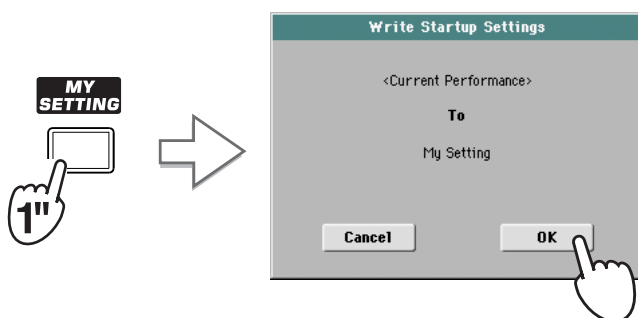 MY
SETTING
1"
Write Startup Settings
<Current Performance>
To
My Setting
Cancel
OK